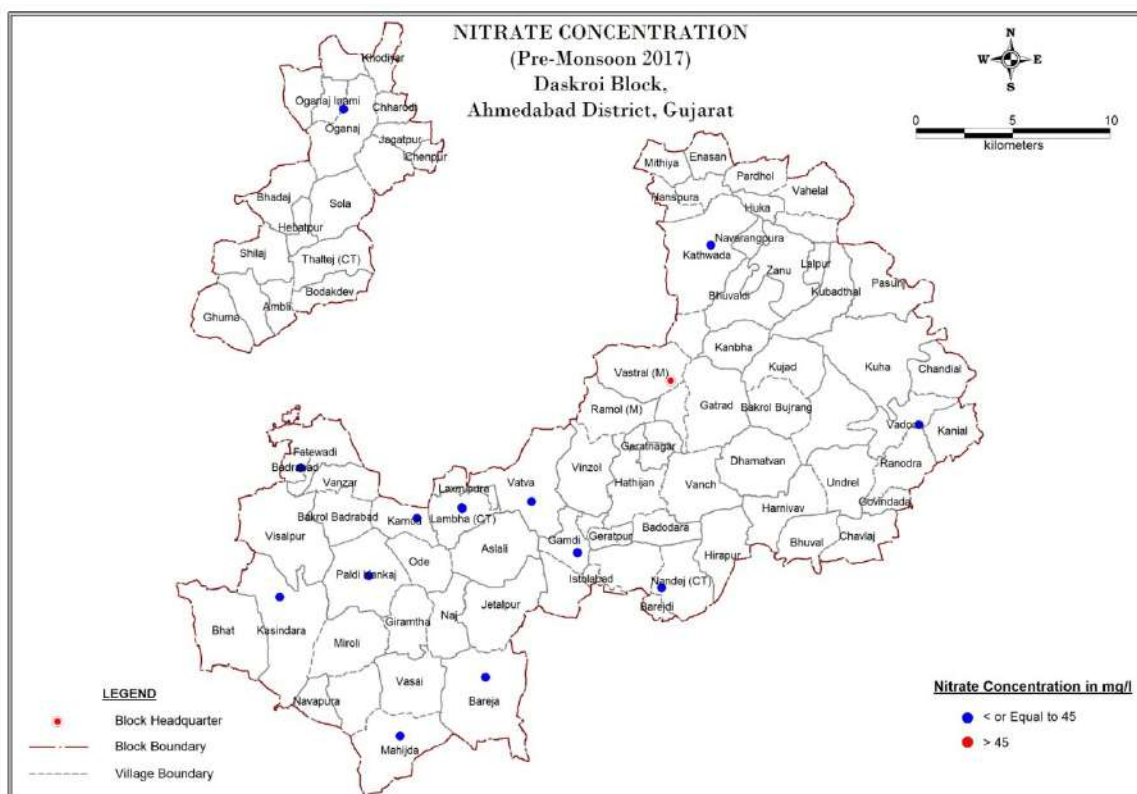 NITRATE CONCENTRATION
(Pre-Monsoon 2017)
Daskroi Block,
Ahmedabad District, Gujarat
N
W E
S
0 5 10
kilometers
Khodiyar
Oganaj Inami
Chharodi
Oganaj
Jagatpur
Chenpur
Bhadaj
Sola
Hebatpur
Shilaj
Thaltej (CT)
Bodakdev
Ambli
Ghuma
Mithiya
Enasan
Pardhol
Vahelal
Hanspura
Huka
Navarangpura
Kathwada
Zanu
Lalpur
Pasunj
Bhuvaldi
Kubadthal
Kanbha
Kujad
Kuha
Chandial
Vastral (M)
Ramol (M)
Gatrad
Bakrol Bujrang
Vadod
Kanial
Geratnagar
Ranodra
Fatewadi
Badrabad
Vanzar
Laxmipura
Vatva
Vinzol
Hathijan
Vanch
Dhamatvan
Undrel
Govindada
Bakrol Badrabad
Kamod
Lambha (CT)
Harnivav
Visalpur
Aslali
Gamdi
Geratpur
Badodara
Bhuval
Chavlaj
Ode
Hirapur
Paldi Kankaj
Istolabad
Nandej (CT)
Barejdi
Jetalpur
Naj
Giramtha
Bhat
Kasindara
Miroli
Vasai
Bareja
Navapura
Mahijda
LEGEND
Block Headquarter
Block Boundary
Village Boundary
Nitrate Concentration in mg/l
< or Equal to 45
> 45